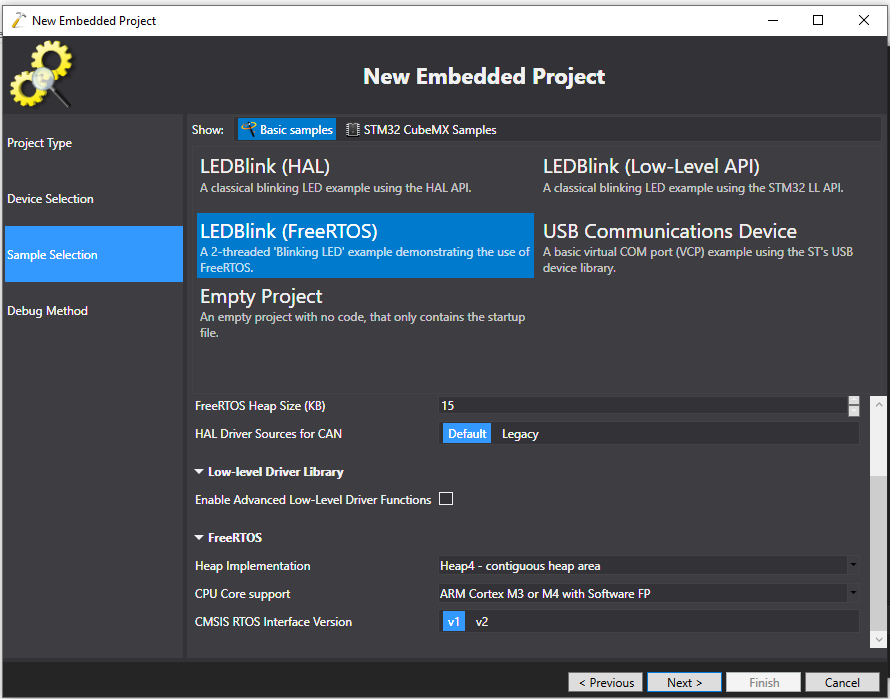 New Embedded Project
New Embedded Project
Project Type
Device Selection
Sample Selection
Debug Method
Show: Basic samples STM32 CubeMX Samples
LEDBlink (HAL)
A classical blinking LED example using the HAL API.
LEDBlink (Low-Level API)
A classical blinking LED example using the STM32 LL API.
LEDBlink (FreeRTOS)
A 2-threaded 'Blinking LED' example demonstrating the use of
FreeRTOS.
USB Communications Device
A basic virtual COM port (VCP) example using the ST's USB
device library.
Empty Project
An empty project with no code, that only contains the startup
file.
FreeRTOS Heap Size (KB) 15
HAL Driver Sources for CAN Default Legacy
Low-level Driver Library
Enable Advanced Low-Level Driver Functions
FreeRTOS
Heap Implementation Heap4 - contiguous heap area
CPU Core support ARM Cortex M3 or M4 with Software FP
CMSIS RTOS Interface Version v1 v2
< Previous Next > Finish Cancel